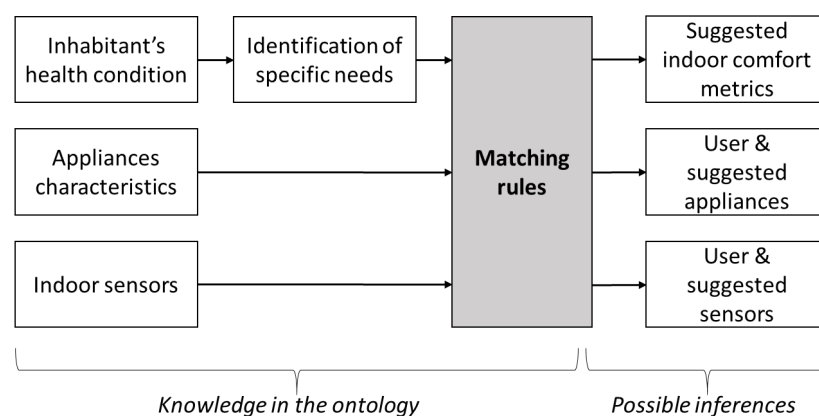 Inhabitant's
health condition
Identification of
specific needs
Suggested
indoor comfort
metrics
Appliances
characteristics
Matching
rules
User &
suggested
appliances
Indoor sensors
User &
suggested
sensors
Knowledge in the ontology
Possible inferences